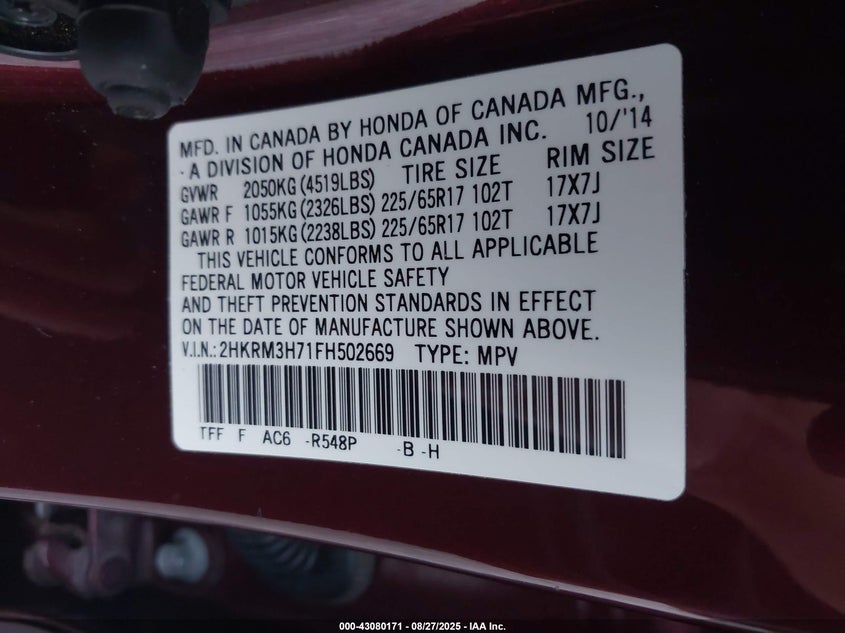 MFD. IN CANADA BY HONDA OF CANADA MFG.,
· A DIVISION OF HONDA CANADA INC. 10/'14
GVWR 2050KG (4519LBS) TIRE SIZE RIM SIZE
GAWR F 1055KG (2326LBS) 225/65R17 102T 17X7J
GAWR R 1015KG (2238LBS) 225/65R17 102T 17X7J
THIS VEHICLE CONFORMS TO ALL APPLICABLE
FEDERAL MOTOR VEHICLE SAFETY
AND THEFT PREVENTION STANDARDS IN EFFECT
ON THE DATE OF MANUFACTURE SHOWN ABOVE.
V.I.N.: 2HKRM3H71FH502669 TYPE: MPV
TFF F AC6 -R548P -B -H
000-43080171 - 08/27/2025 - IAA Inc.